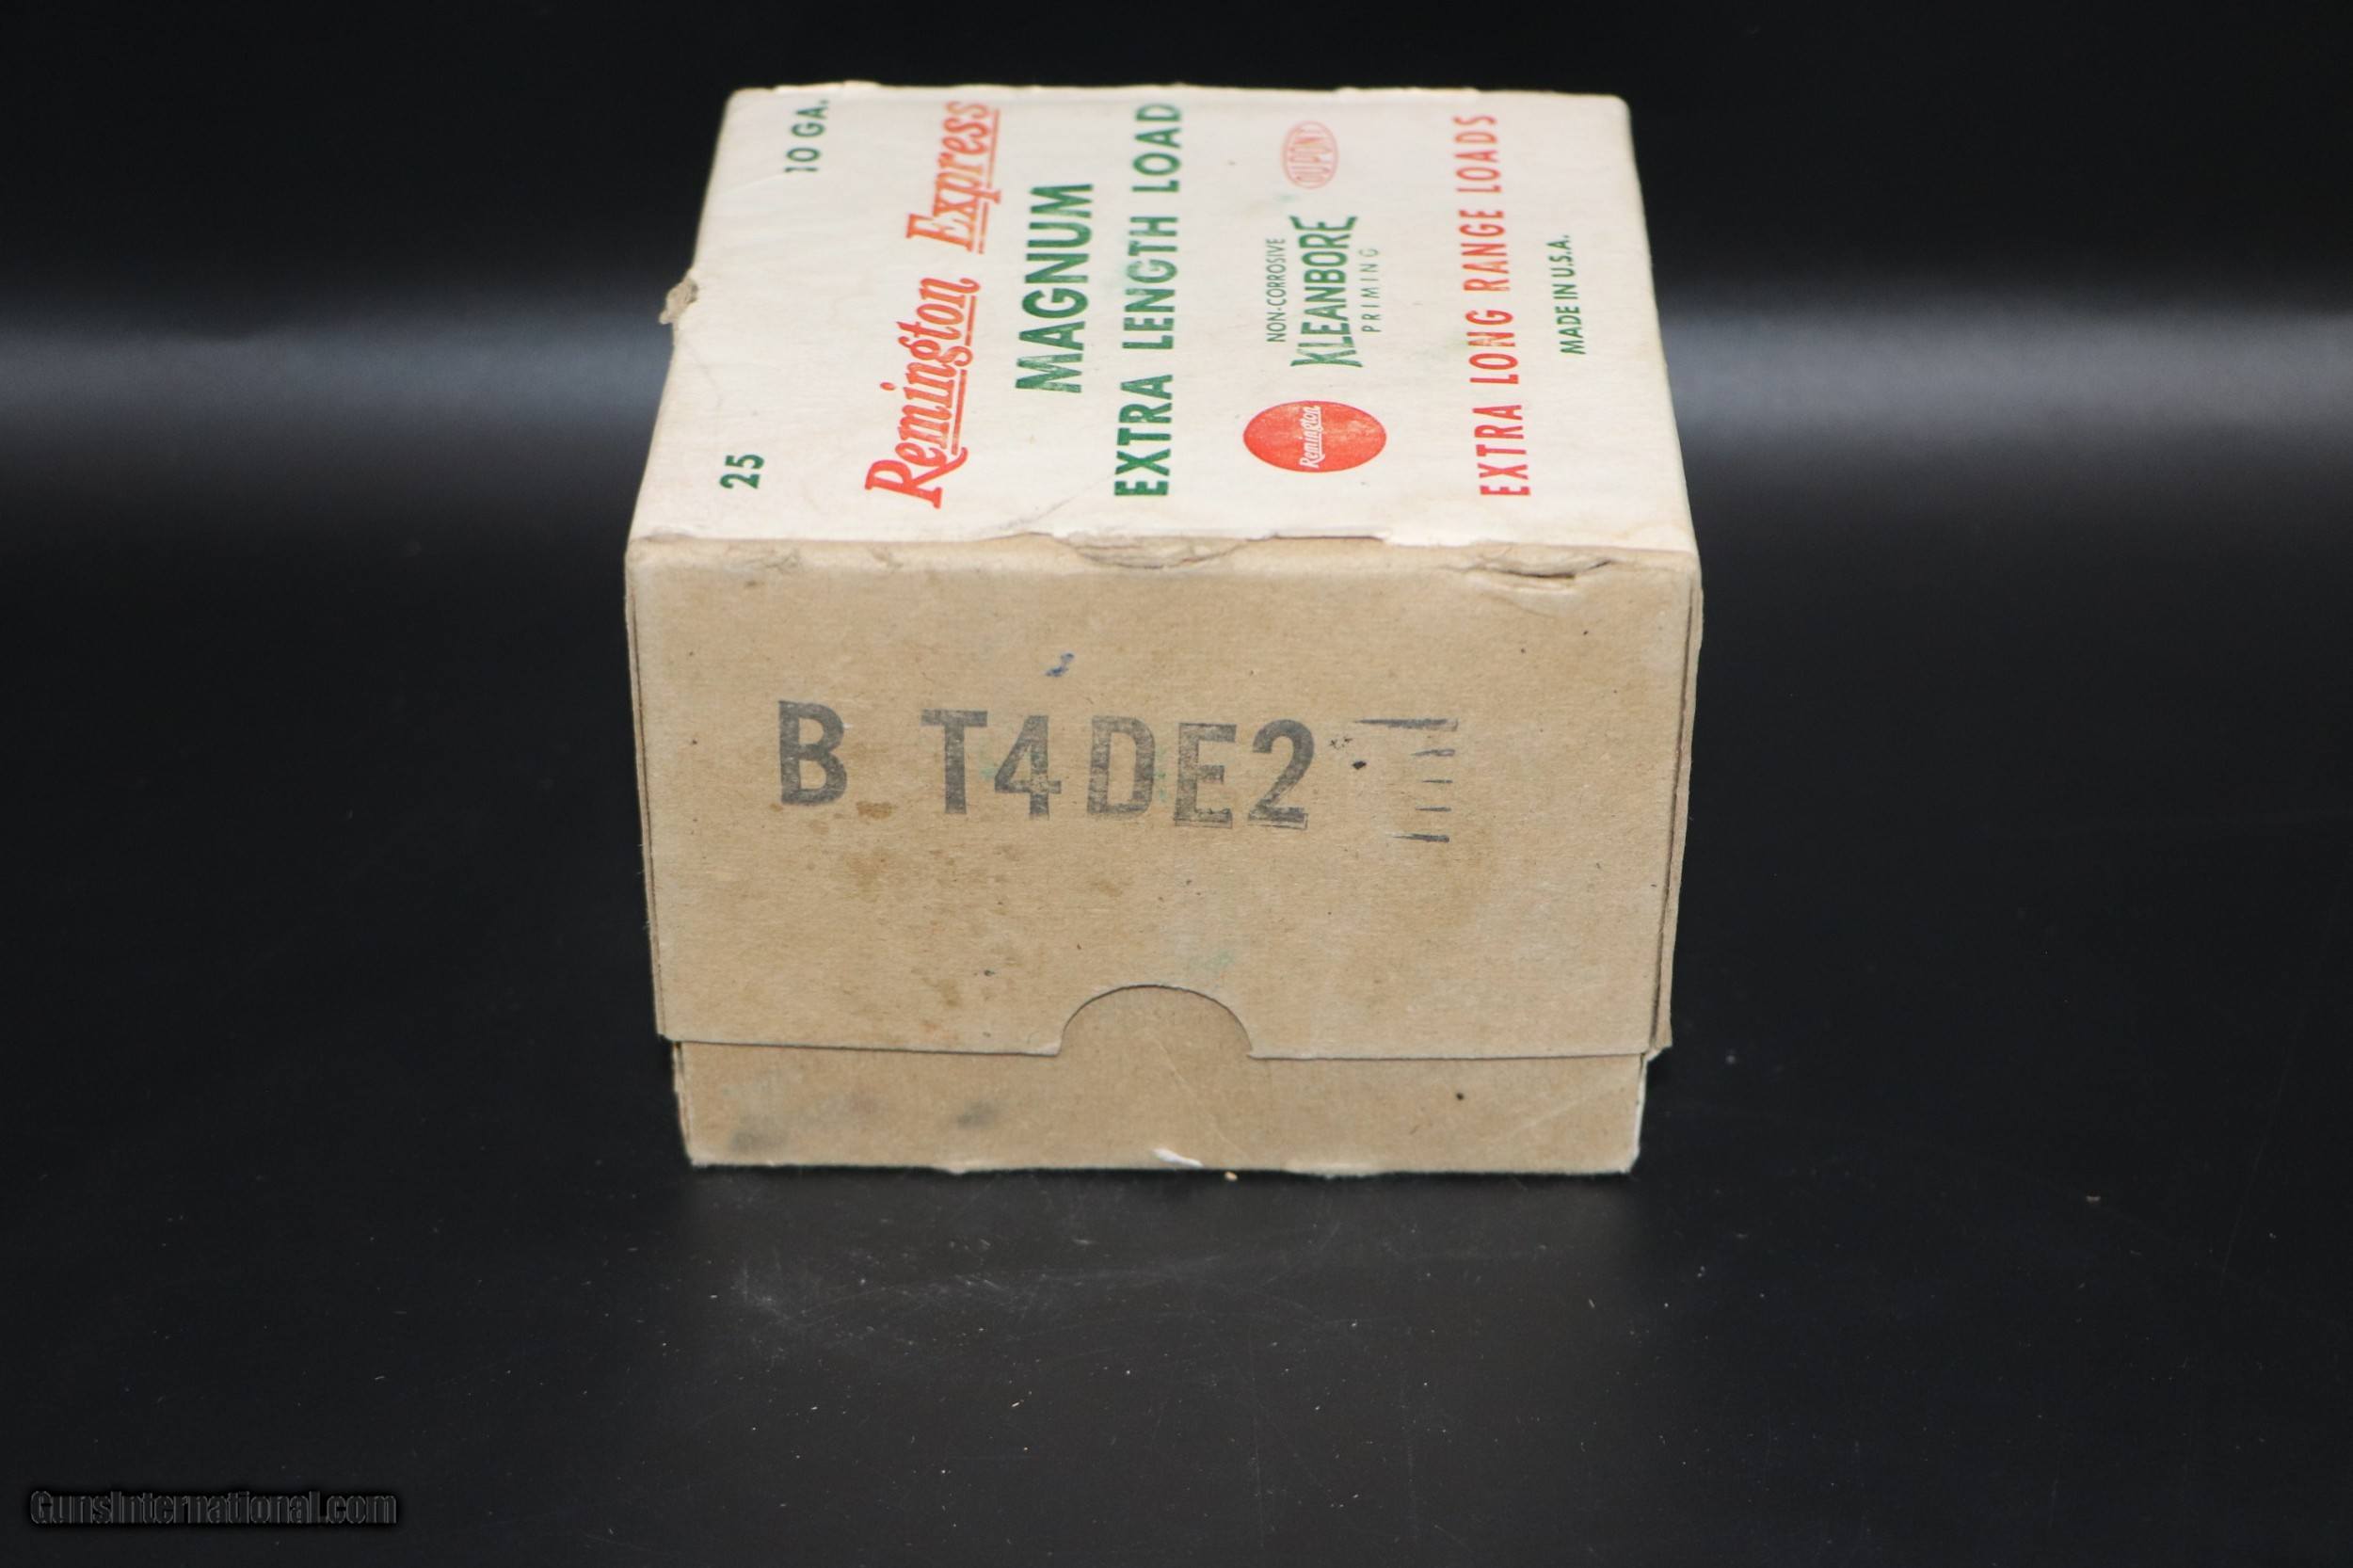 25 10 GA.
Remington Express
MAGNUM
EXTRA LENGTH LOAD
Remington
NON-CORROSIVE
KLEANBORE
PRIMING
DUPONT
EXTRA LONG RANGE LOADS
MADE IN U.S.A.
B T4DE2
GunsInternational.com